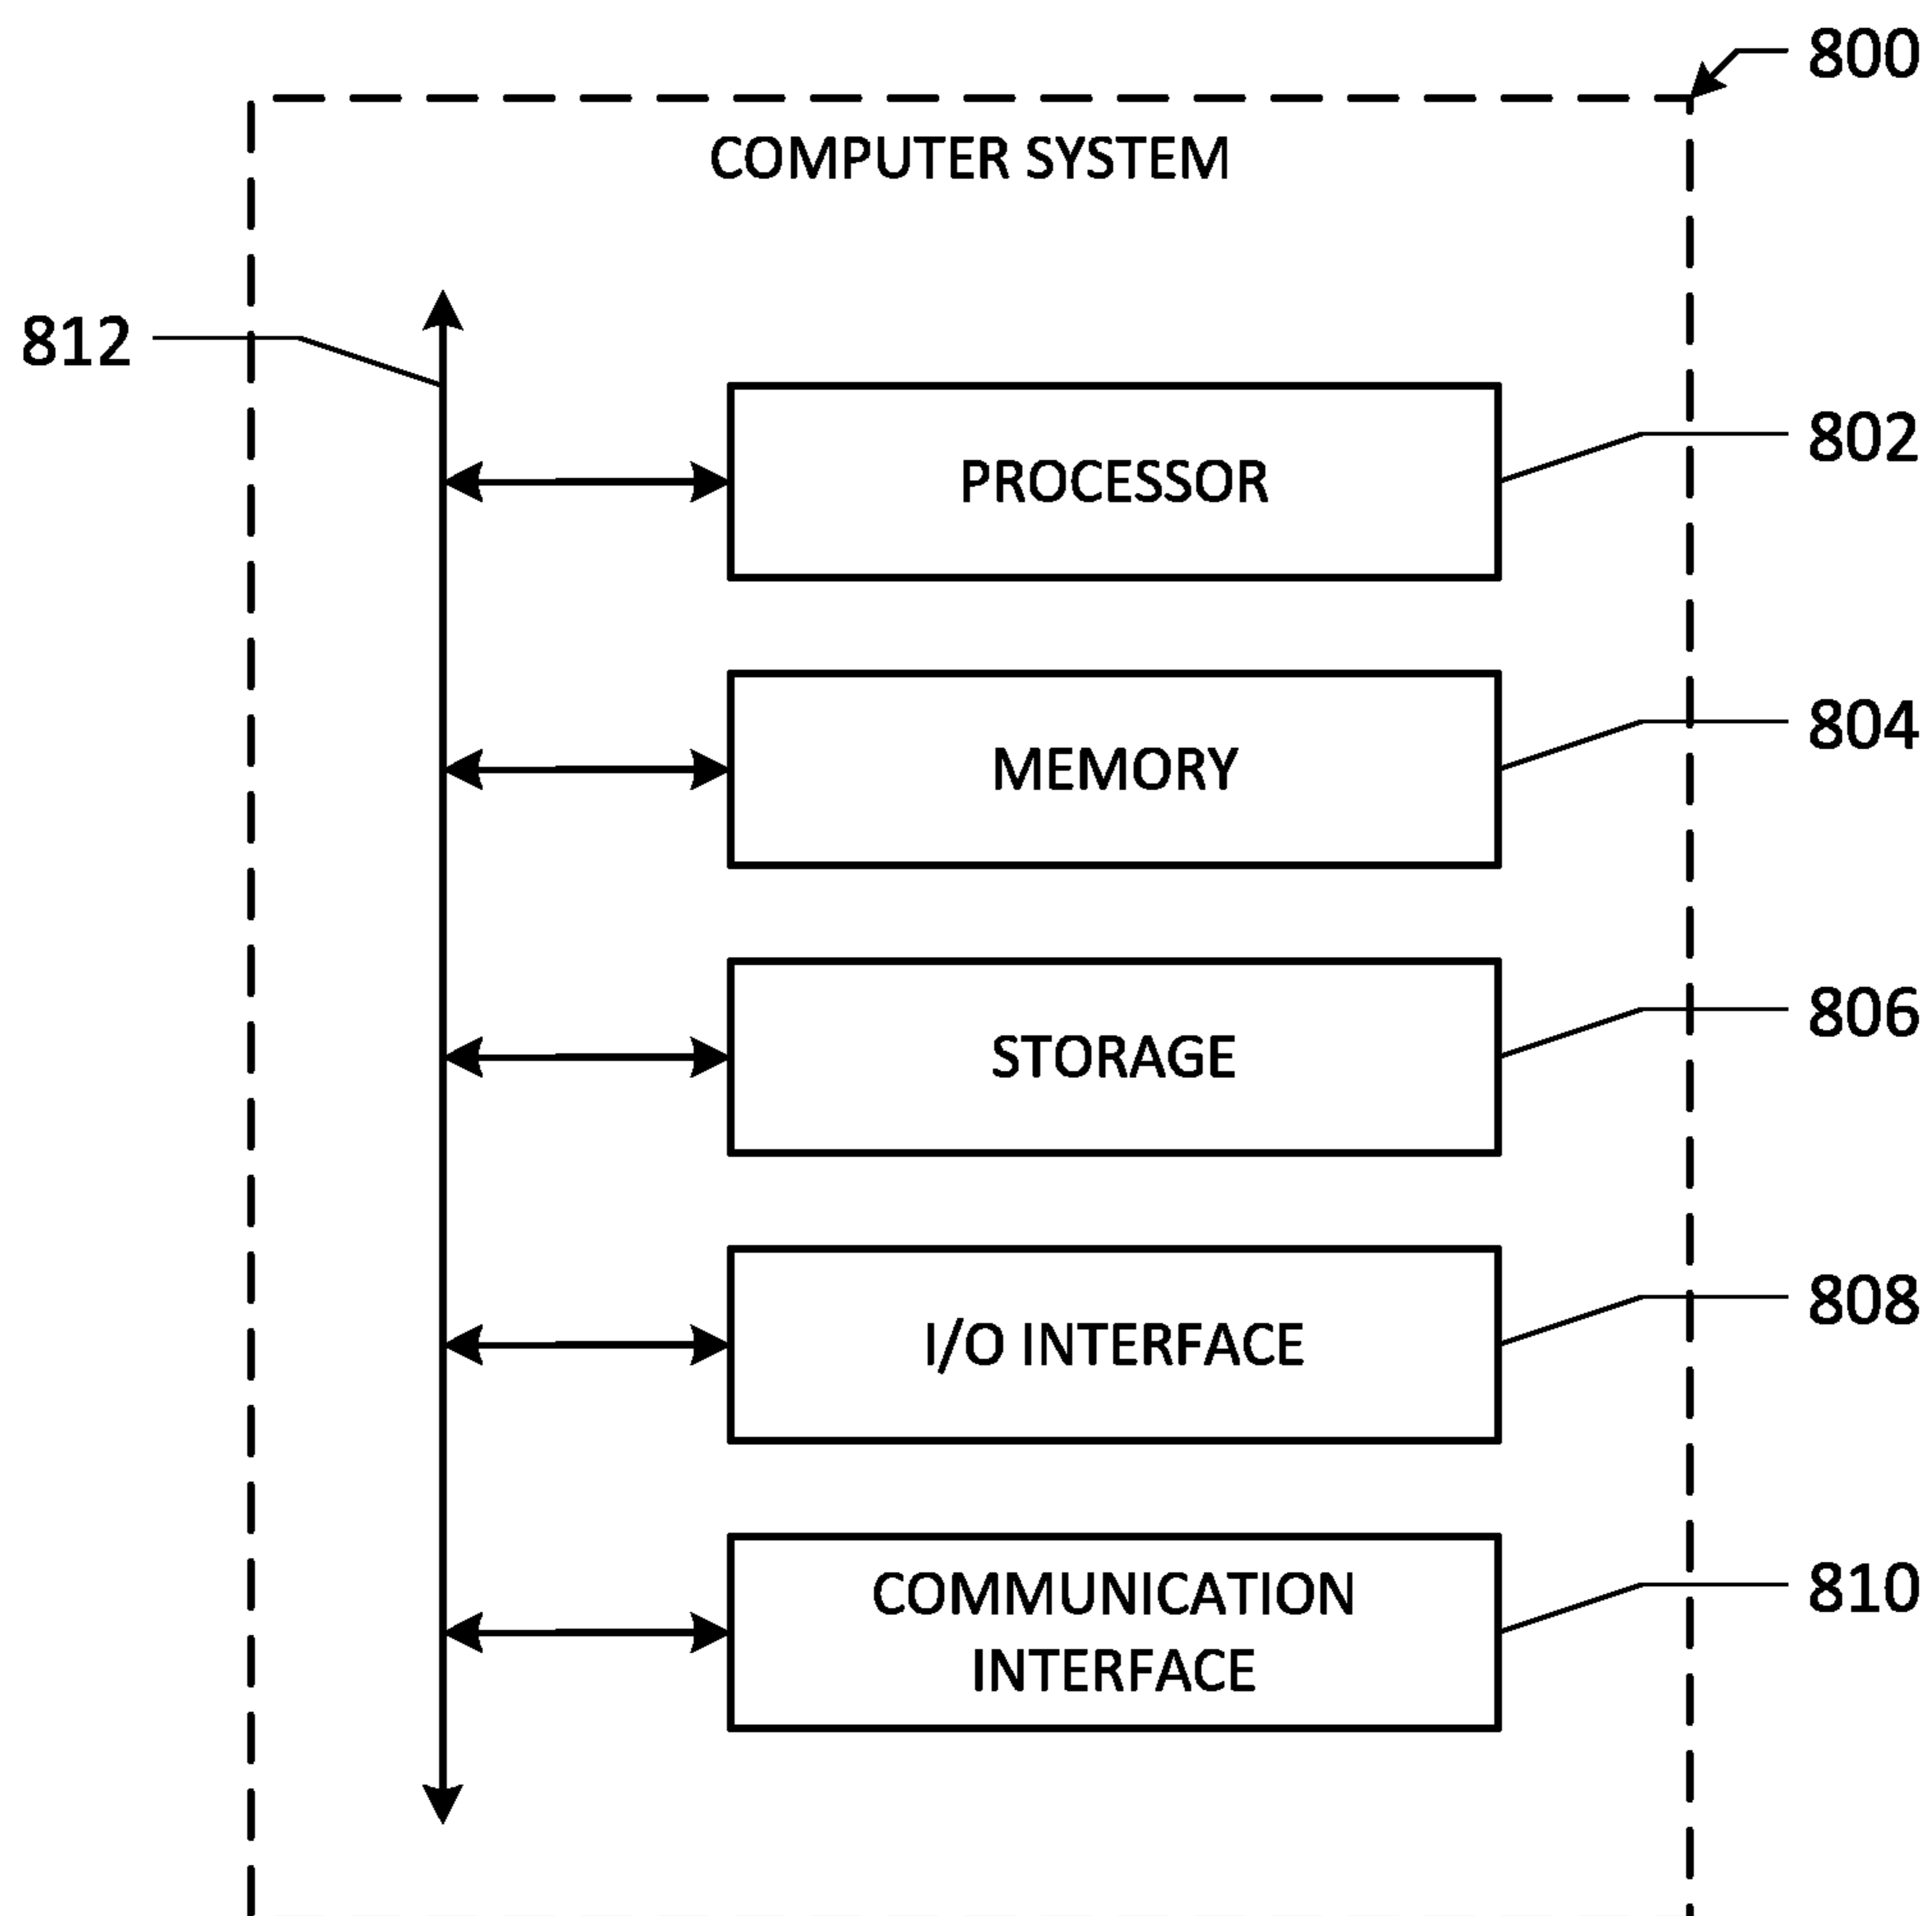 800
COMPUTER SYSTEM
812
802
PROCESSOR
804
MEMORY
806
STORAGE
808
I/O INTERFACE
810
COMMUNICATION
INTERFACE